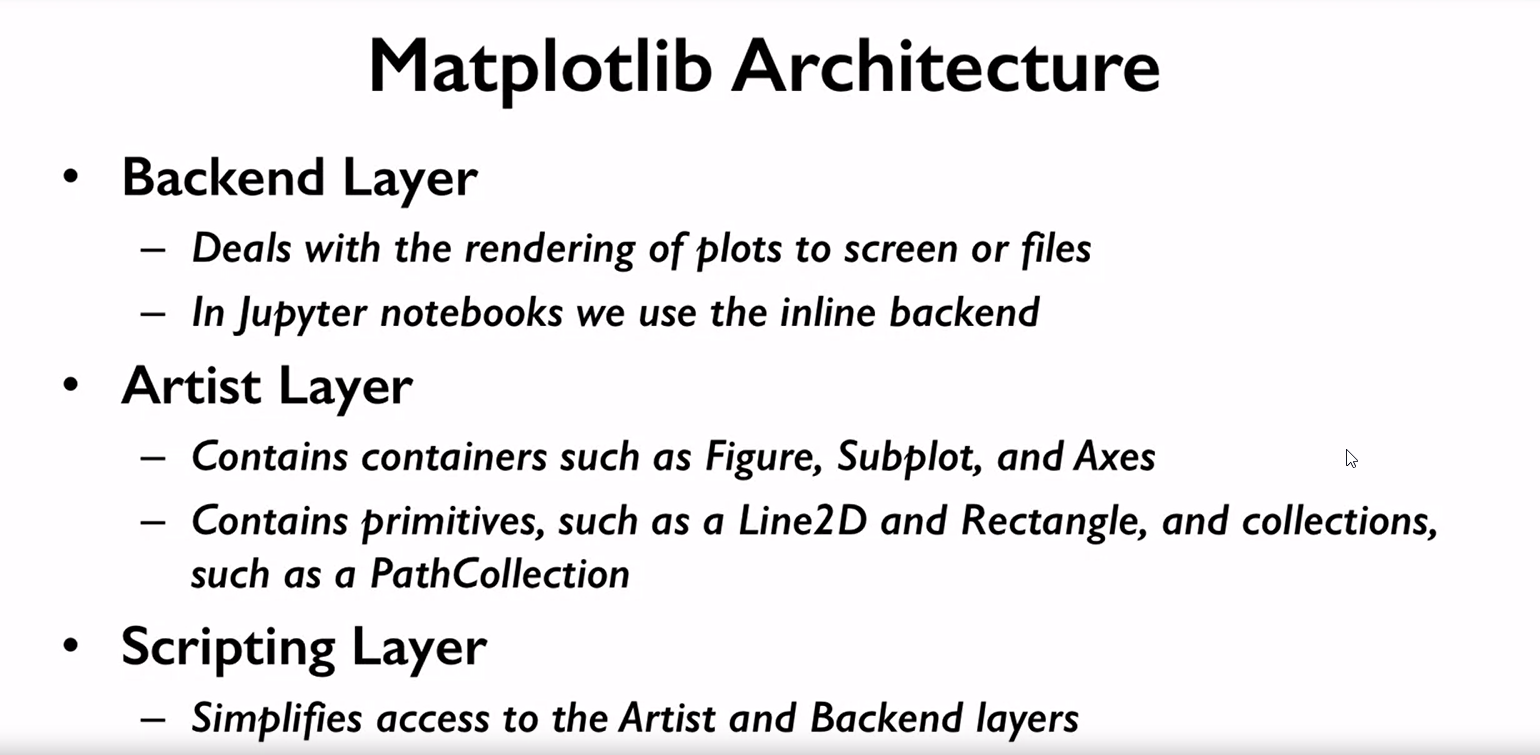 Matplotlib Architecture
• Backend Layer
– Deals with the rendering of plots to screen or files
– In Jupyter notebooks we use the inline backend
• Artist Layer
– Contains containers such as Figure, Subplot, and Axes
– Contains primitives, such as a Line2D and Rectangle, and collections,
such as a PathCollection
• Scripting Layer
– Simplifies access to the Artist and Backend layers